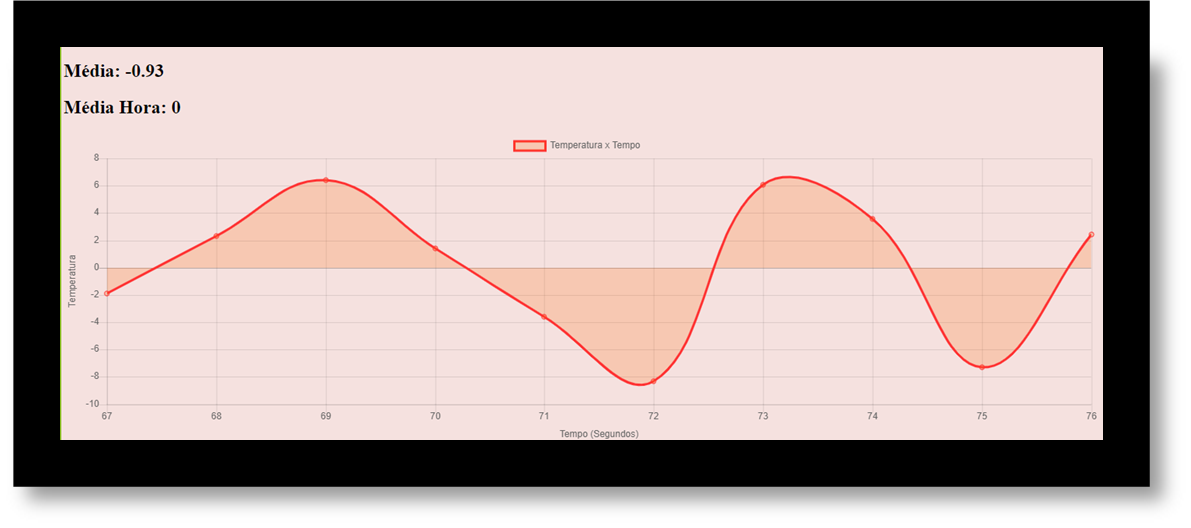 Média: -0.93
Média Hora: 0
Temperatura x Tempo
8
6
4
2
0
-2
-4
-6
-8
-10
Temperatura
67 68 69 70 71 72 73 74 75 76
Tempo (Segundos)